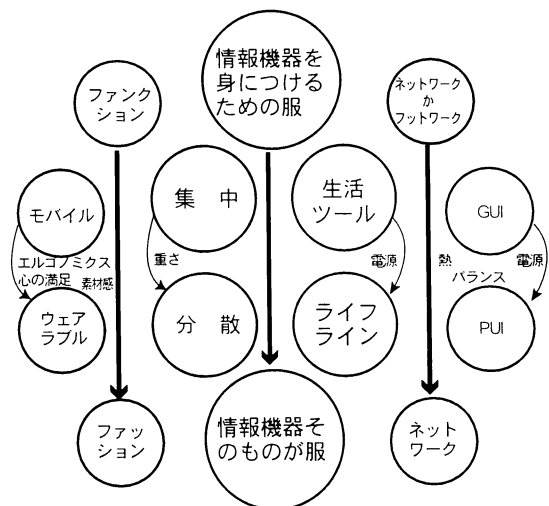 ファンク
ション
情報機器を
身につける
ための服
ネットワーク
か
フットワーク
モバイル
集 中
生活
ツール
GUI
エルコノミクス
心の満足 素材感
重さ
電源
熱
バランス
電源
ウェア
ラブル
分 散
ライフ
ライン
PUI
ファッ
ション
情報機器そ
のものが服
ネット
ワーク